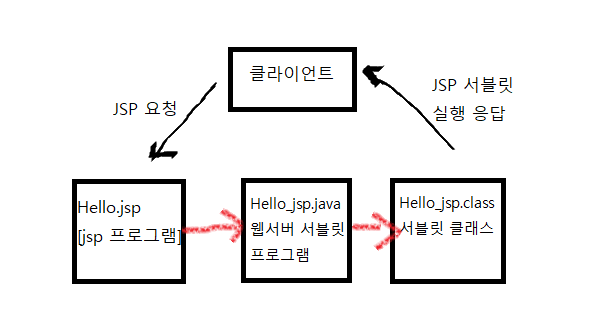 클라이언트
JSP 요청
JSP 서블릿
실행 응답
Hello.jsp
[jsp 프로그램]
Hello_jsp.java
웹서버 서블릿
프로그램
Hello_jsp.class
서블릿 클래스